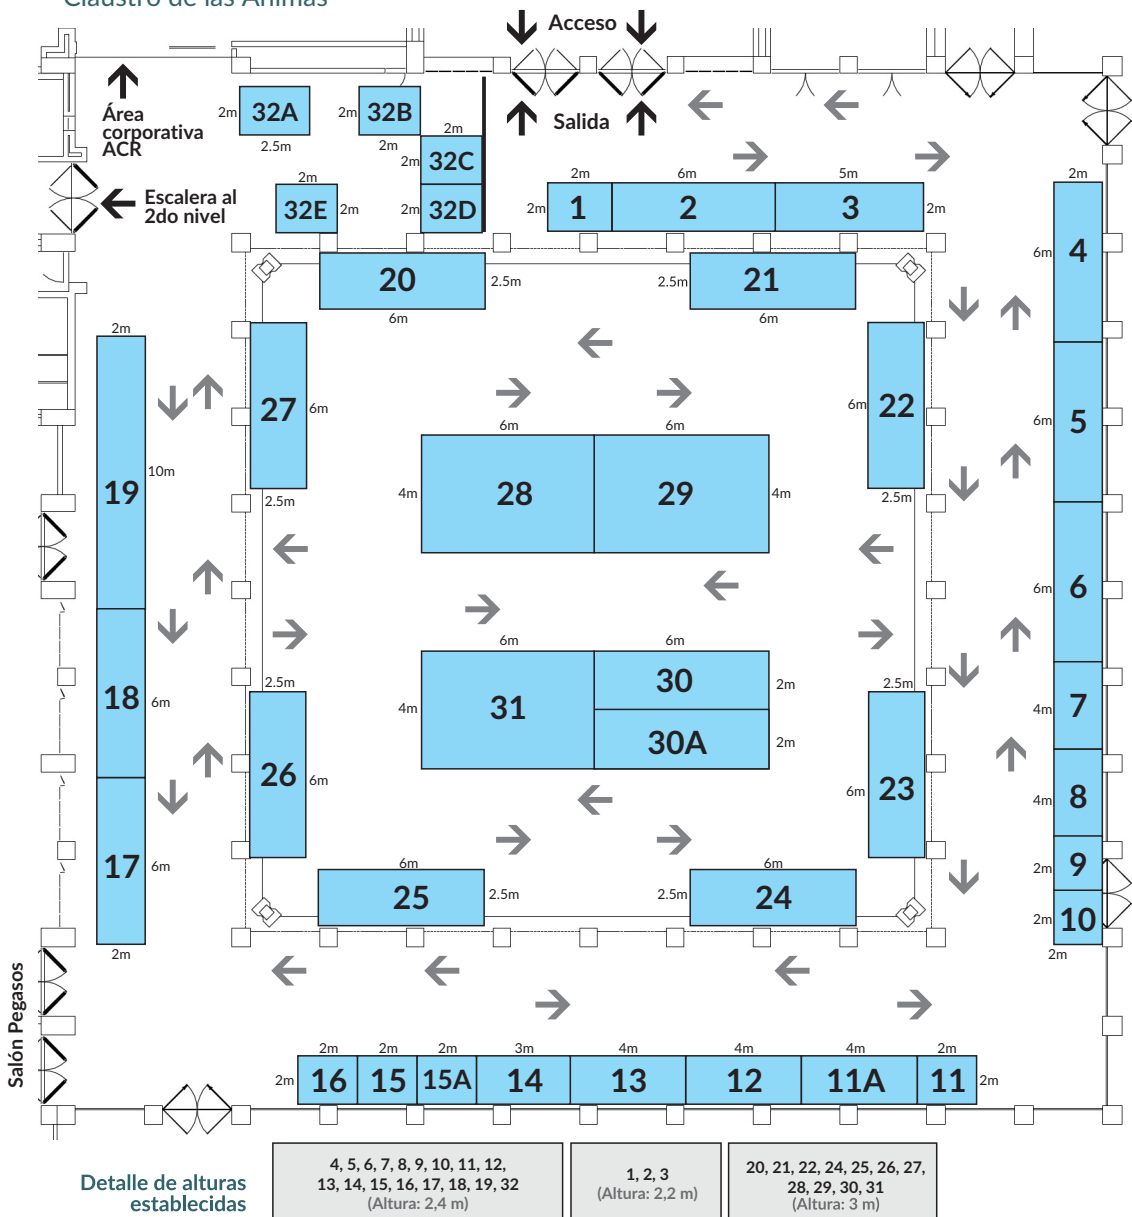 Claustro de las Ánimas
Acceso
Salida
Área
corporativa
ACR
Escalera al
2do nivel
2m 32A
2.5m
2m 32B
2m
2m
2m 32C
2m 32D
2m
32E 2m
2m 6m 5m
2m 1 2 3 2m
2m
6m 4
6m 5
6m 6
4m 7
4m 8
2m 9
2m 10
2m
20 2.5m
6m
2.5m 21
6m
27 6m
2.5m
6m 22
2.5m
2m
19 10m
18 6m
17 6m
2m
6m 6m
4m 28 29 4m
6m 6m
4m 31 30 2m
30A 2m
2.5m
26 6m
2.5m
6m 23
6m
25 2.5m
6m
2.5m 24
Salón Pegasos
2m 2m 2m 3m 4m 4m 4m 2m
2m 16 15 15A 14 13 12 11A 11 2m
Detalle de alturas
establecidas
4, 5, 6, 7, 8, 9, 10, 11, 12,
13, 14, 15, 16, 17, 18, 19, 32
(Altura: 2,4 m)
1, 2, 3
(Altura: 2,2 m)
20, 21, 22, 24, 25, 26, 27,
28, 29, 30, 31
(Altura: 3 m)